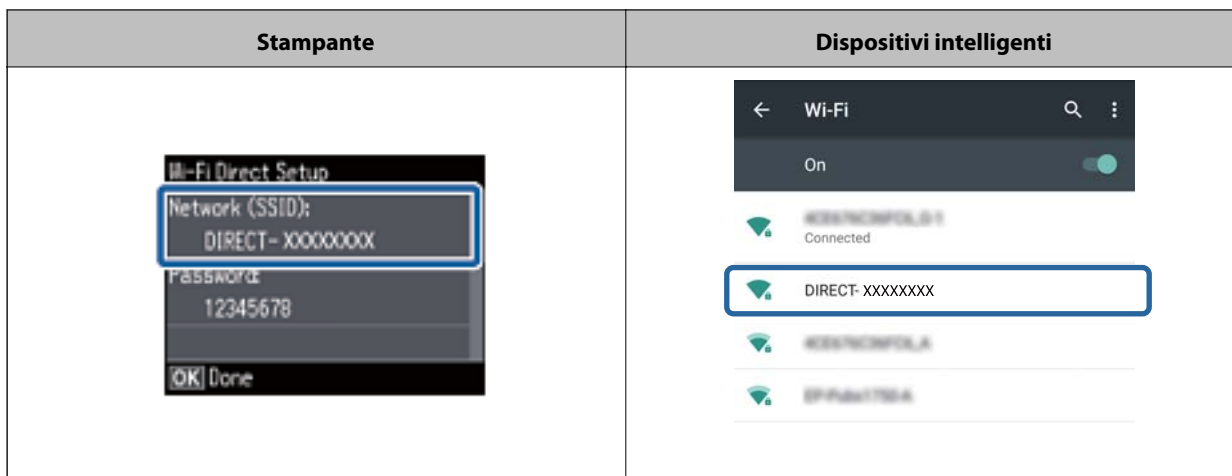 Stampante
Dispositivi intelligenti
Wi-Fi Direct Setup
Network (SSID):
DIRECT- XXXXXXXX
Password:
12345678
OK Done
Wi-Fi
On
Connected
DIRECT- XXXXXXXX